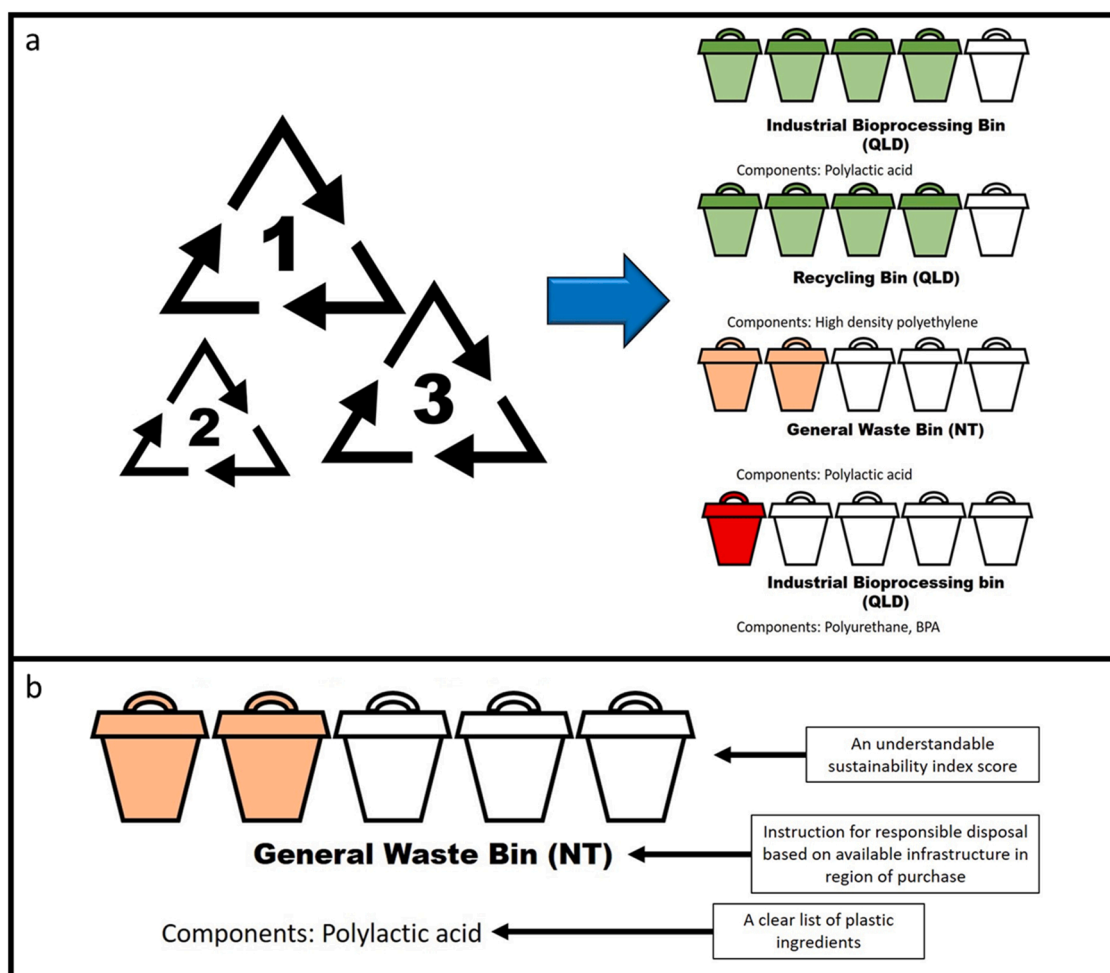 a
1
2
3
Industrial Bioprocessing Bin
(QLD)
Components: Polylactic acid
Recycling Bin (QLD)
Components: High density polyethylene
General Waste Bin (NT)
Components: Polylactic acid
Industrial Bioprocessing bin
(QLD)
Components: Polyurethane, BPA
b
An understandable
sustainability index score
General Waste Bin (NT)
Instruction for responsible disposal
based on available infrastructure in
region of purchase
Components: Polylactic acid
A clear list of plastic
ingredients